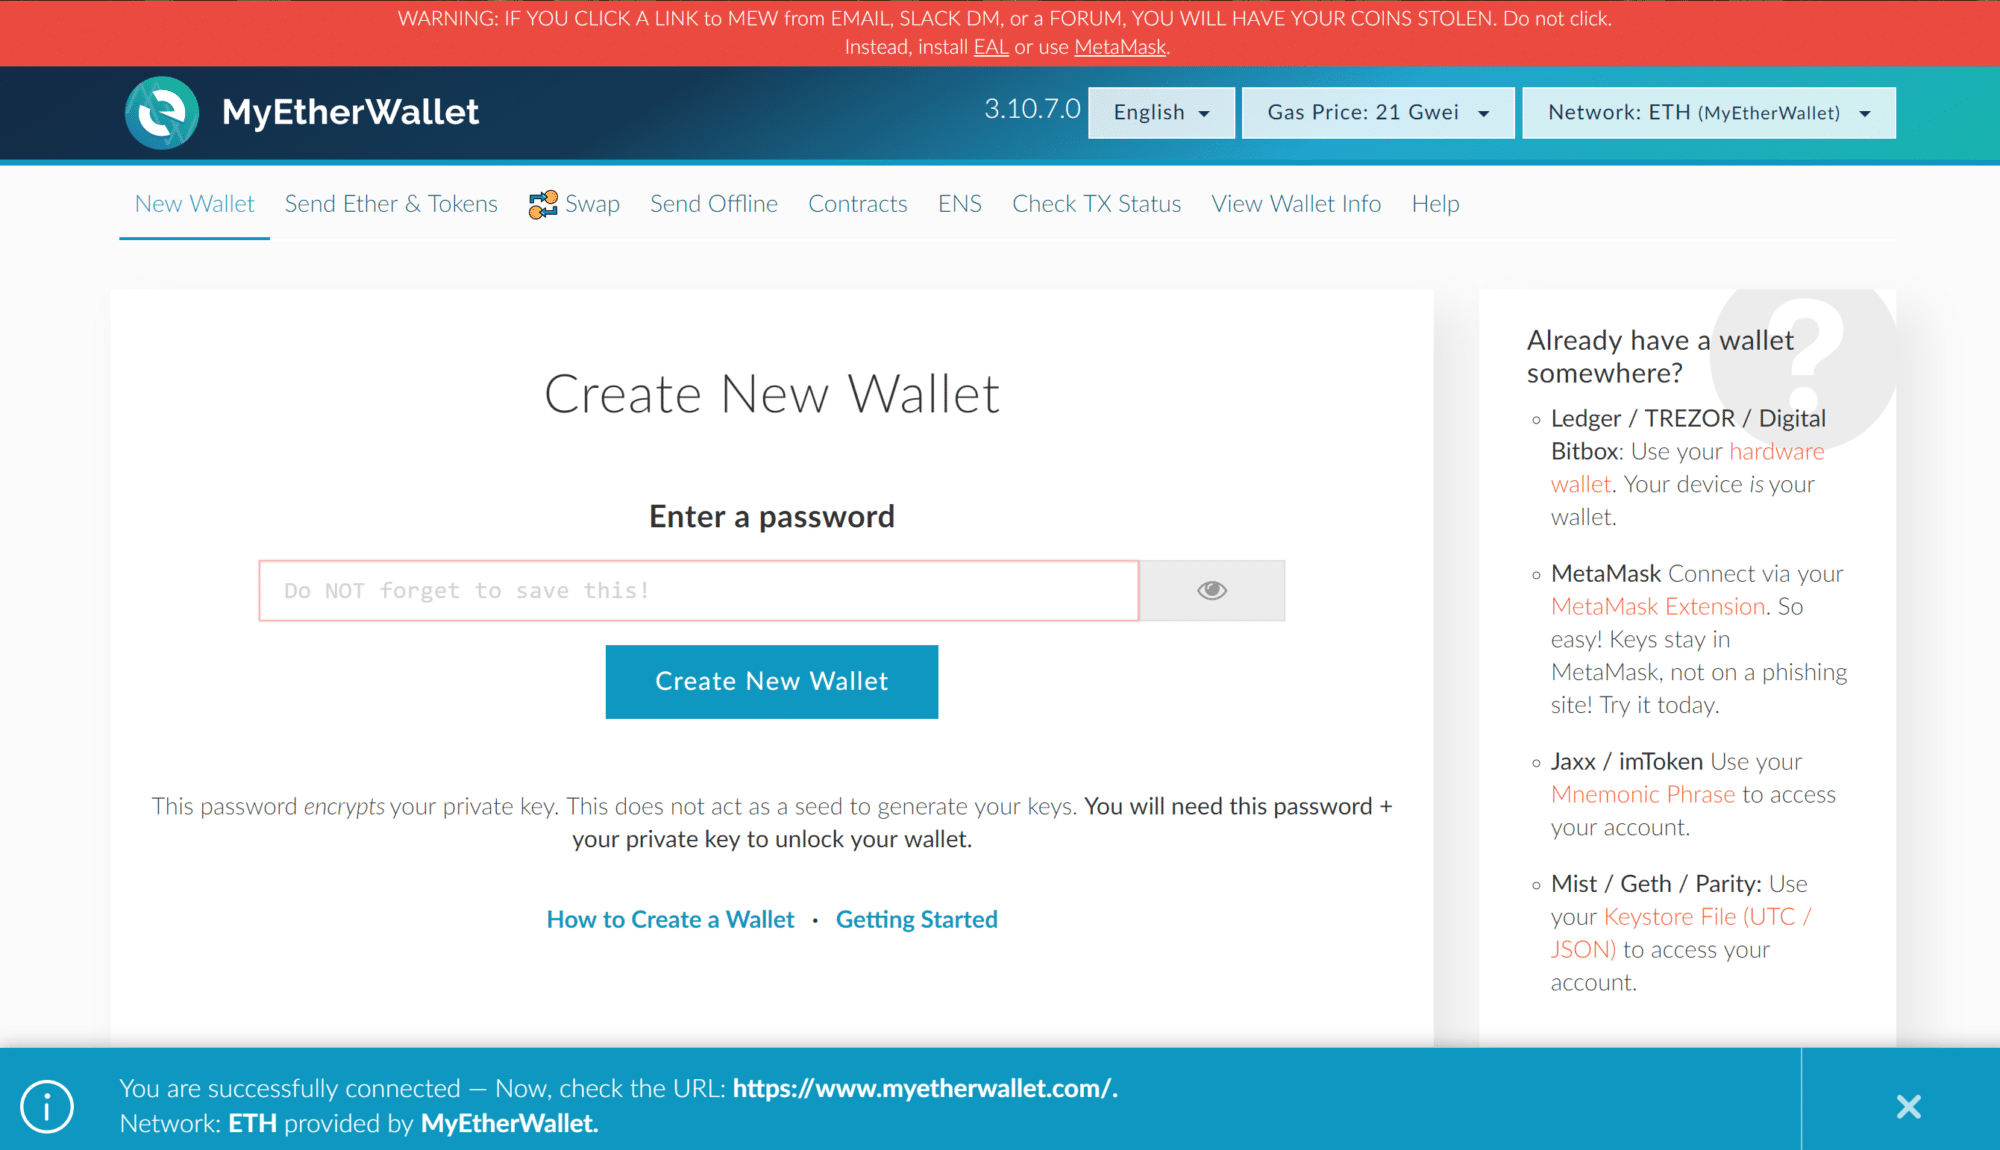 WARNING: IF YOU CLICK A LINK to MEW from EMAIL, SLACK DM, or a FORUM, YOU WILL HAVE YOUR COINS STOLEN. Do not click.
Instead, install EAL or use MetaMask.
MyEtherWallet
3.10.7.0
English
Gas Price: 21 Gwei
Network: ETH (MyEtherWallet)
New Wallet
Send Ether & Tokens
Swap
Send Offline
Contracts
ENS
Check TX Status
View Wallet Info
Help
Create New Wallet
Enter a password
Do NOT forget to save this!
Create New Wallet
This password encrypts your private key. This does not act as a seed to generate your keys. You will need this password +
your private key to unlock your wallet.
How to Create a Wallet · Getting Started
Already have a wallet
somewhere?
Ledger / TREZOR / Digital
Bitbox: Use your hardware
wallet. Your device is your
wallet.
MetaMask Connect via your
MetaMask Extension. So
easy! Keys stay in
MetaMask, not on a phishing
site! Try it today.
Jaxx / imToken Use your
Mnemonic Phrase to access
your account.
Mist / Geth / Parity: Use
your Keystore File (UTC /
JSON) to access your
account.
You are successfully connected — Now, check the URL: https://www.myetherwallet.com/.
Network: ETH provided by MyEtherWallet.